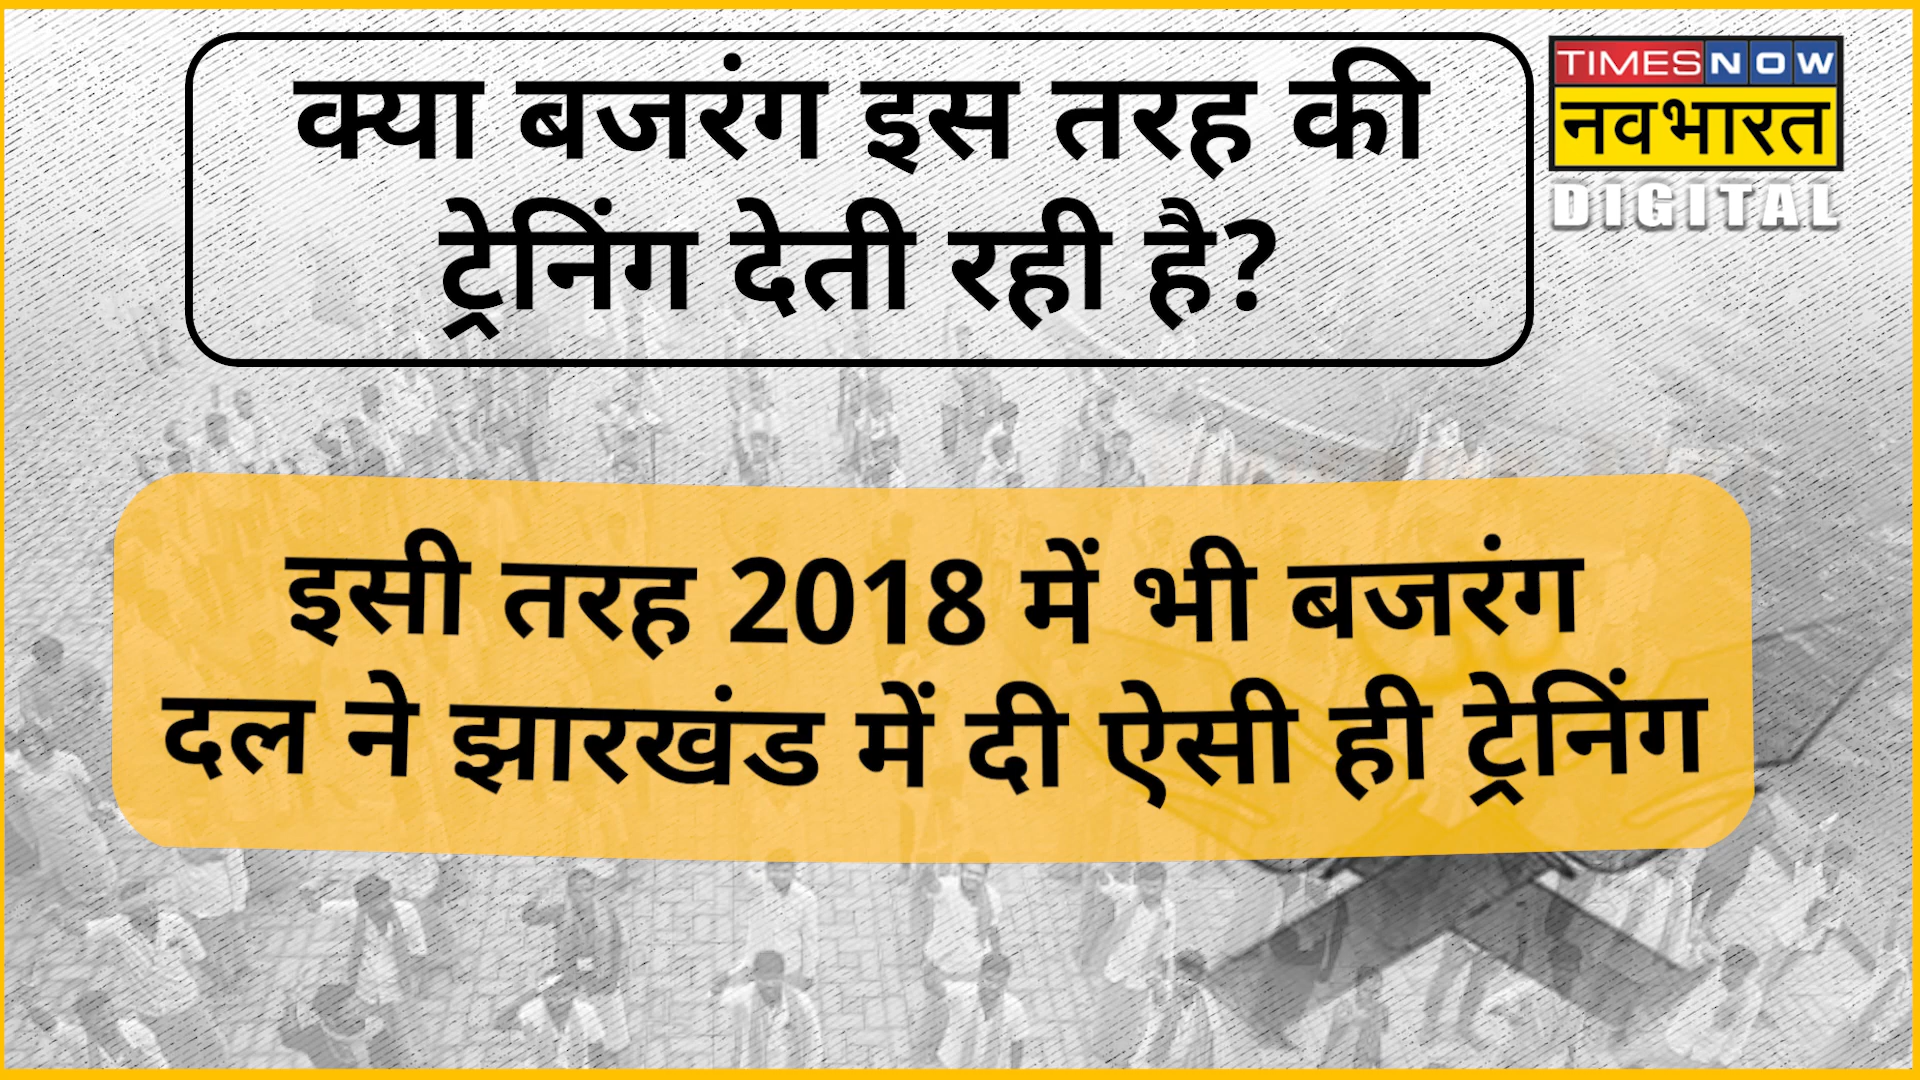 क्या बजरंग इस तरह की
ट्रेनिंग देती रही है?
TIMES NOW
नवभारत
DIGITAL
इसी तरह 2018 में भी बजरंग
दल ने झारखंड में दी ऐसी ही ट्रेनिंग